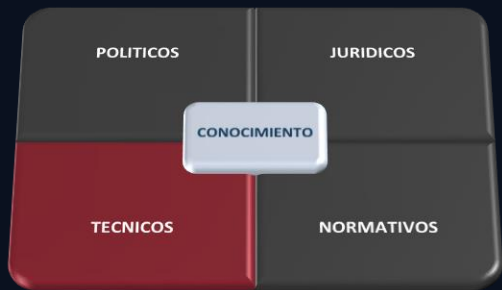 POLITICOS
JURIDICOS
CONOCIMIENTO
TECNICOS
NORMATIVOS